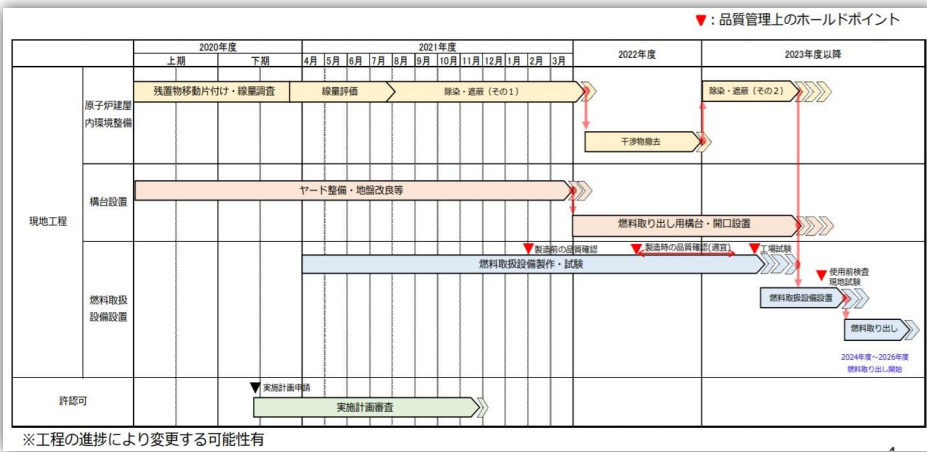 ▼：品質管理上のホールドポイント
2020年度
2021年度
2022年度
2023年度以降
上期
下期
4月 5月 6月 7月 8月 9月 10月 11月 12月 1月 2月 3月
現地工程
原子炉建屋
内環境整備
残置物移動片付け・線量調査
線量評価
除染・遮蔽（その１）
除染・遮蔽（その２）
干渉物撤去
構台設置
ヤード整備・地盤改良等
燃料取り出し用構台・開口設置
燃料取扱
設備設置
▼製造前の品質確認
▼製造時の品質確認(適宜)
▼工場試験
燃料取扱設備製作・試験
▼使用前検査
現地試験
燃料取扱設備設置
燃料取り出し
2024年度～2026年度
燃料取り出し開始
許認可
▼実施計画申請
実施計画審査
※工程の進捗により変更する可能性有